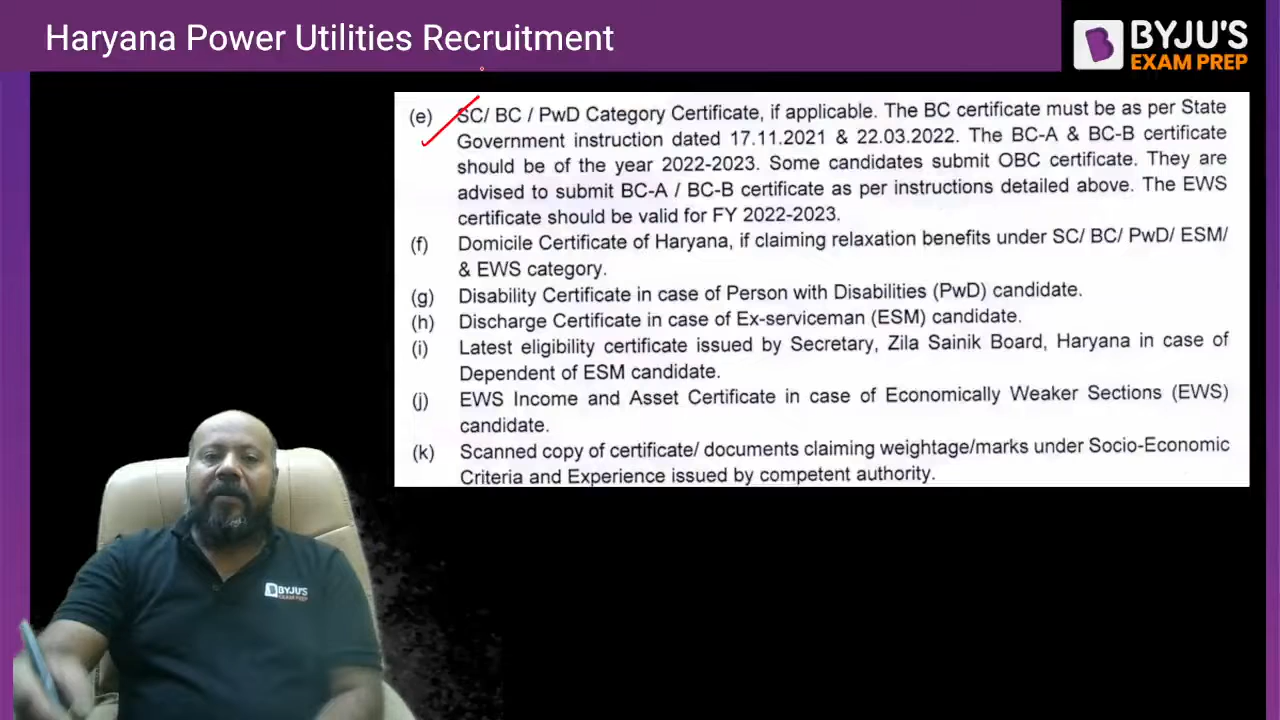 Haryana Power Utilities Recruitment
BYJU'S
EXAM PREP
(e) SC/ BC / PwD Category Certificate, if applicable. The BC certificate must be as per State
Government instruction dated 17.11.2021 & 22.03.2022. The BC-A & BC-B certificate
should be of the year 2022-2023. Some candidates submit OBC certificate. They are
advised to submit BC-A / BC-B certificate as per instructions detailed above. The EWS
certificate should be valid for FY 2022-2023.
(f) Domicile Certificate of Haryana, if claiming relaxation benefits under SC/ BC/ PwD/ ESM/
& EWS category.
(g) Disability Certificate in case of Person with Disabilities (PwD) candidate.
(h) Discharge Certificate in case of Ex-serviceman (ESM) candidate.
(i) Latest eligibility certificate issued by Secretary, Zila Sainik Board, Haryana in case of
Dependent of ESM candidate.
(j) EWS Income and Asset Certificate in case of Economically Weaker Sections (EWS)
candidate.
(k) Scanned copy of certificate/ documents claiming weightage/marks under Socio-Economic
Criteria and Experience issued by competent authority.
BYJU'S
EXAM PREP